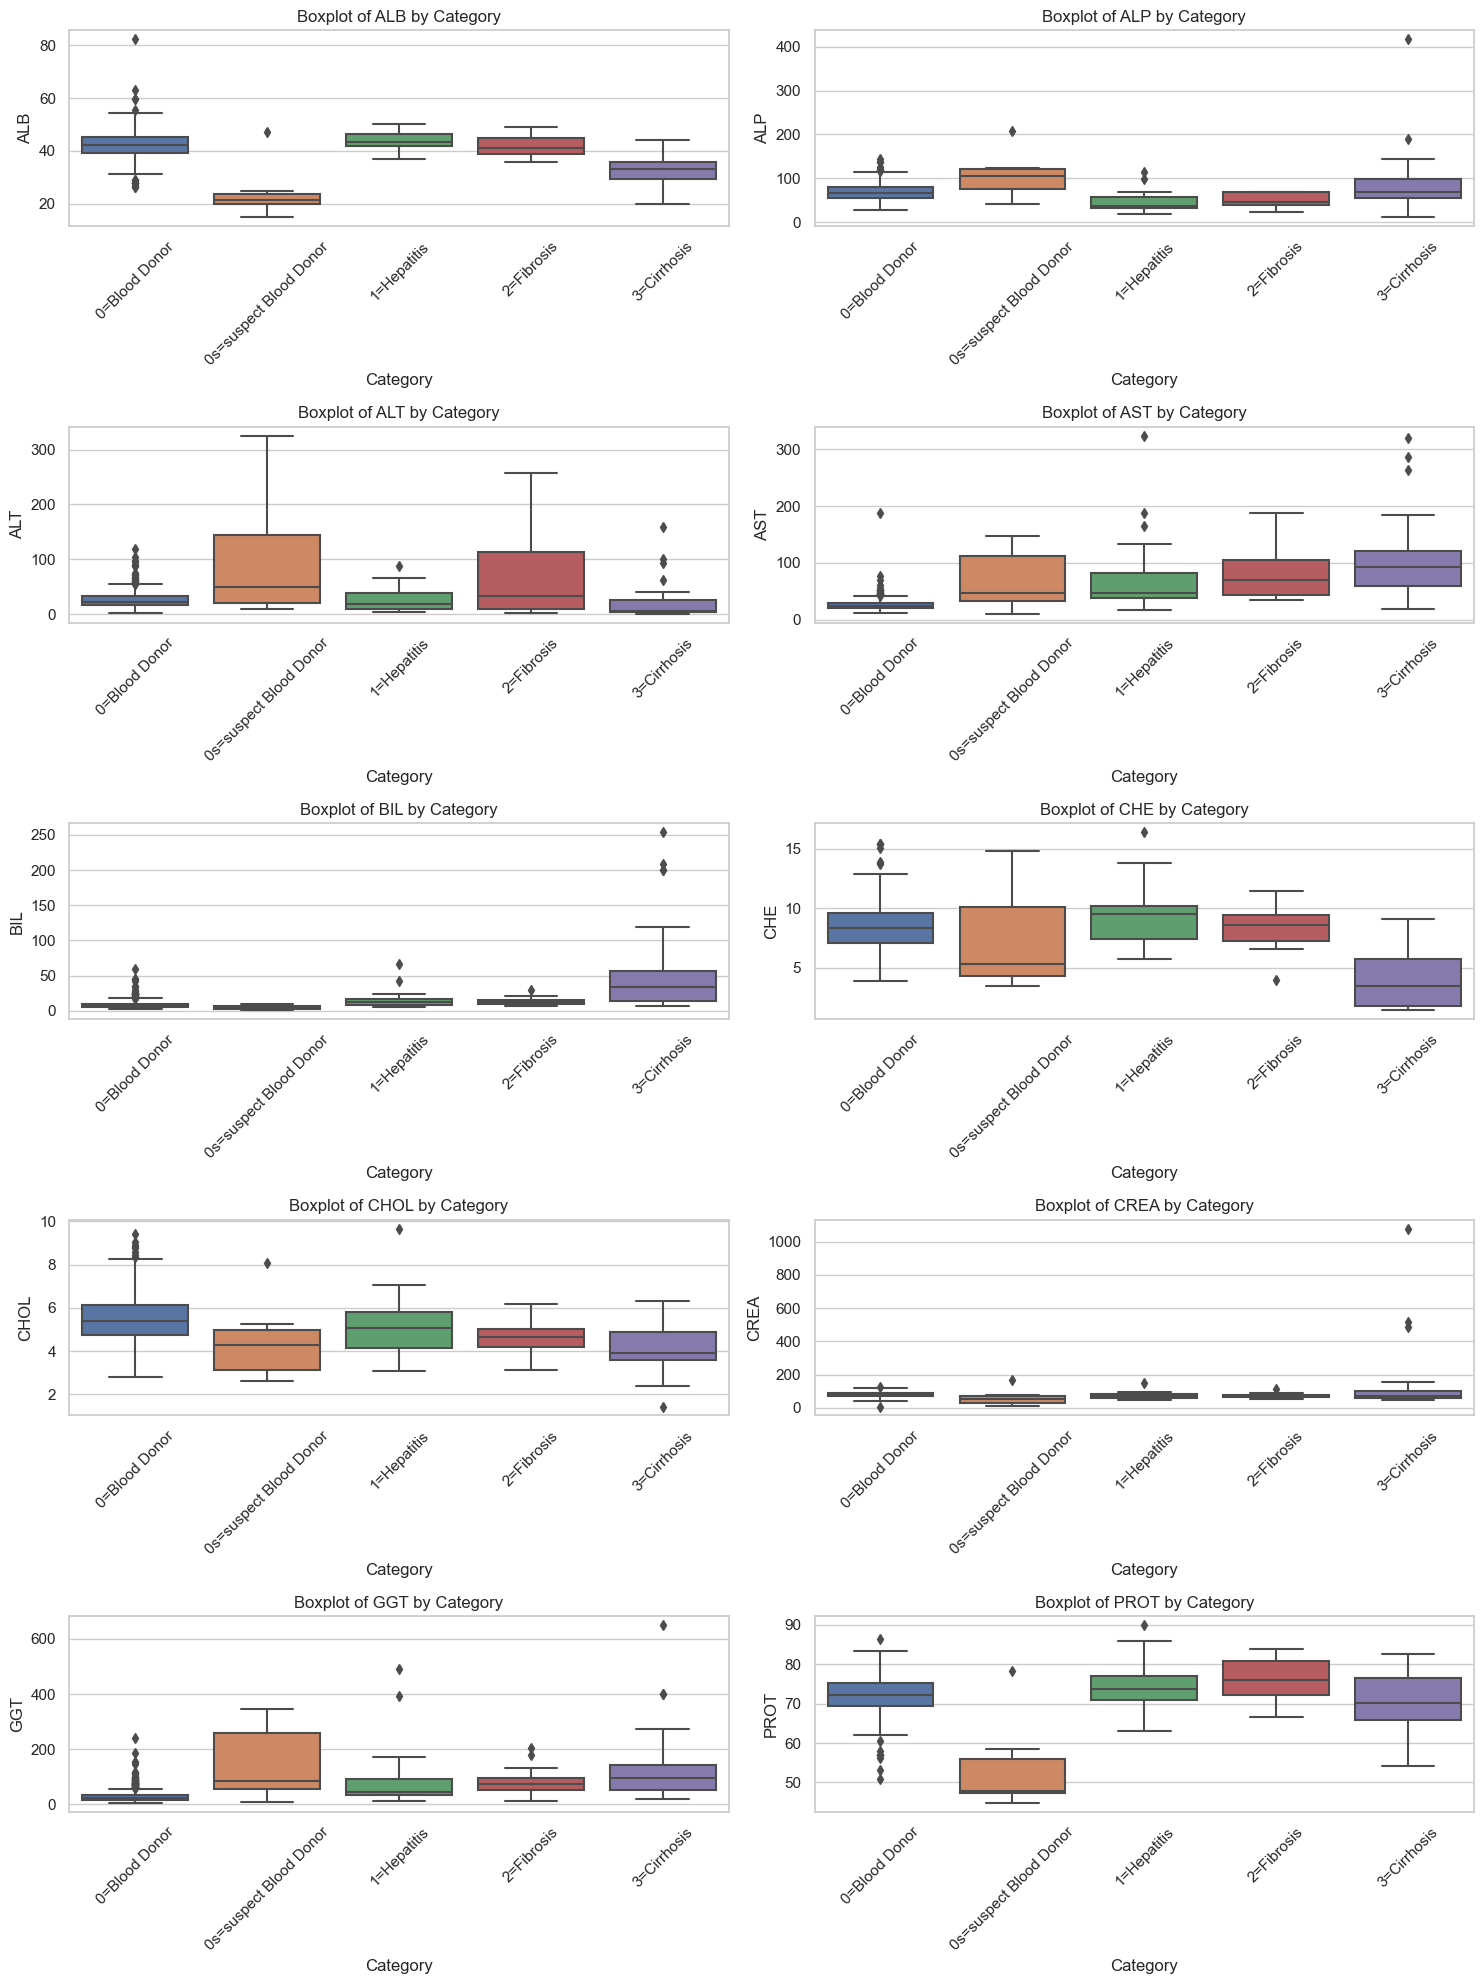 Boxplot of ALB by Category
ALB
80
60
40
20
0=Blood Donor
0s=suspect Blood Donor
1=Hepatitis
2=Fibrosis
3=Cirrhosis
Category
Boxplot of ALP by Category
ALP
400
300
200
100
0
0=Blood Donor
0s=suspect Blood Donor
1=Hepatitis
2=Fibrosis
3=Cirrhosis
Category
Boxplot of ALT by Category
ALT
300
200
100
0
0=Blood Donor
0s=suspect Blood Donor
1=Hepatitis
2=Fibrosis
3=Cirrhosis
Category
Boxplot of AST by Category
AST
300
200
100
0
0=Blood Donor
0s=suspect Blood Donor
1=Hepatitis
2=Fibrosis
3=Cirrhosis
Category
Boxplot of BIL by Category
BIL
250
200
150
100
50
0
0=Blood Donor
0s=suspect Blood Donor
1=Hepatitis
2=Fibrosis
3=Cirrhosis
Category
Boxplot of CHE by Category
CHE
15
10
5
0=Blood Donor
0s=suspect Blood Donor
1=Hepatitis
2=Fibrosis
3=Cirrhosis
Category
Boxplot of CHOL by Category
CHOL
10
8
6
4
2
0=Blood Donor
0s=suspect Blood Donor
1=Hepatitis
2=Fibrosis
3=Cirrhosis
Category
Boxplot of CREA by Category
CREA
1000
800
600
400
200
0
0=Blood Donor
0s=suspect Blood Donor
1=Hepatitis
2=Fibrosis
3=Cirrhosis
Category
Boxplot of GGT by Category
GGT
600
400
200
0
0=Blood Donor
0s=suspect Blood Donor
1=Hepatitis
2=Fibrosis
3=Cirrhosis
Category
Boxplot of PROT by Category
PROT
90
80
70
60
50
0=Blood Donor
0s=suspect Blood Donor
1=Hepatitis
2=Fibrosis
3=Cirrhosis
Category